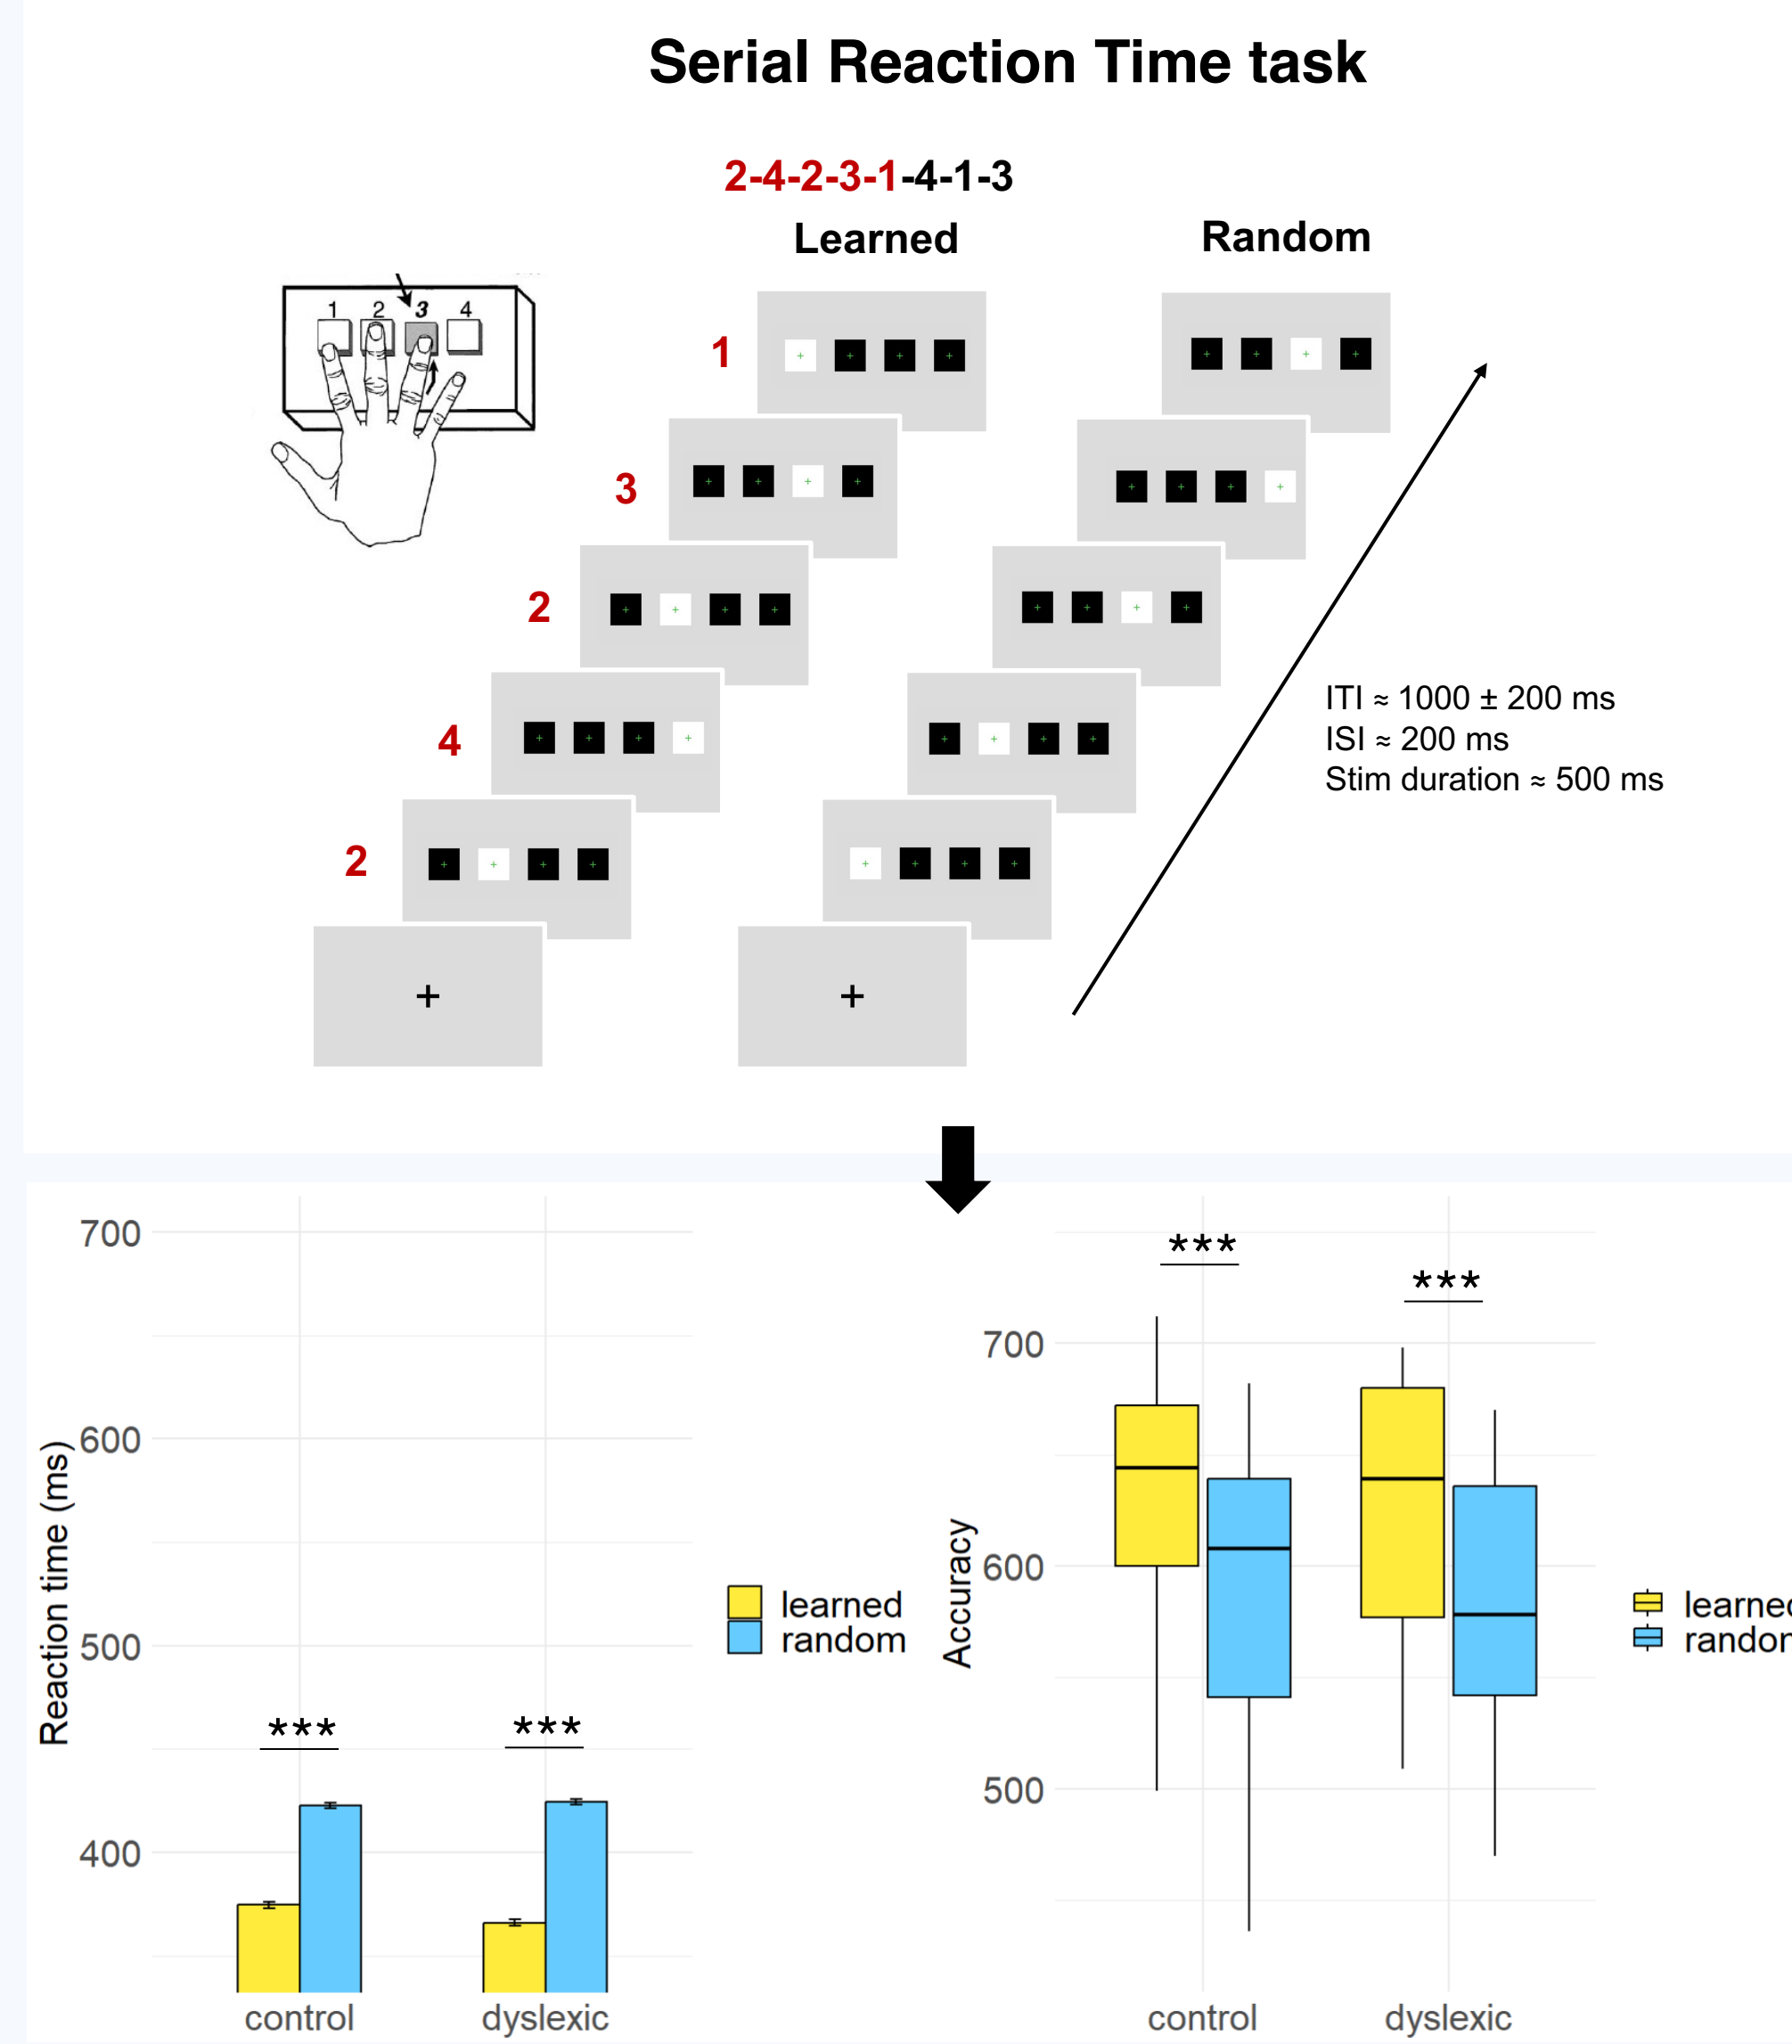 Serial Reaction Time task
2-4-2-3-1-4-1-3
Learned
Random
1 2 3 4
1
3
2
4
2
+
+
ITI ≈ 1000 ± 200 ms
ISI ≈ 200 ms
Stim duration ≈ 500 ms
Reaction time (ms)
700
600
500
400
***
***
control
dyslexic
learned
random
Accuracy
700
600
500
***
***
control
dyslexic
learned
random